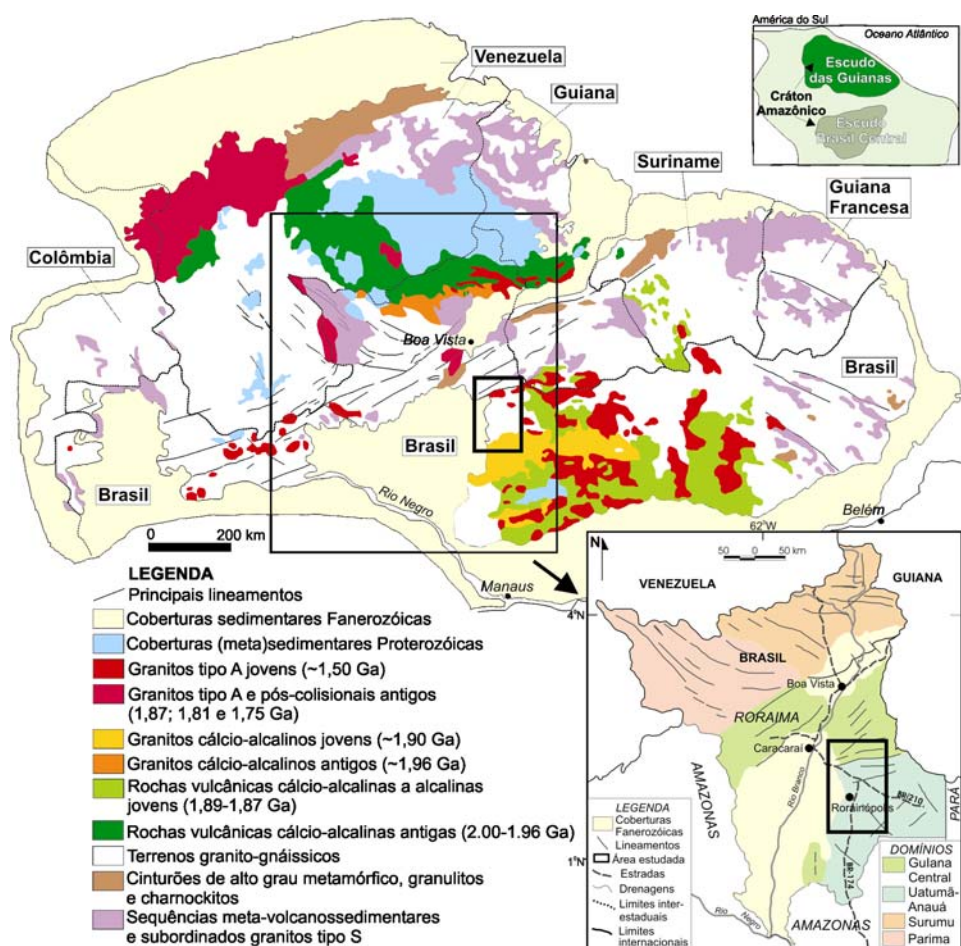 América do Sul
Oceano Atlântico
Escudo
das Guianas
Cráton
Amazônico
Escudo
Brasil Central
Venezuela
Guiana
Suriname
Guiana
Francesa
Colômbia
Boa Vista
Brasil
Brasil
Brasil
Rio Negro
Belém
Manaus
0 200 km
LEGENDA
Principais lineamentos
Coberturas sedimentares Fanerozóicas
Coberturas (meta)sedimentares Proterozóicas
Granitos tipo A jovens (~1,50 Ga)
Granitos tipo A e pós-colisionais antigos
(1,87; 1,81 e 1,75 Ga)
Granitos cálcio-alcalinos jovens (~1,90 Ga)
Granitos cálcio-alcalinos antigos (~1,96 Ga)
Rochas vulcânicas cálcio-alcalinas a alcalinas
jovens (1,89-1,87 Ga)
Rochas vulcânicas cálcio-alcalinas antigas (2.00-1.96 Ga)
Terrenos granito-gnáissicos
Cinturões de alto grau metamórfico, granulitos
e charnockitos
Sequências meta-volcanossedimentares
e subordinados granitos tipo S
62°W
N
50 0 50 km
VENEZUELA
GUIANA
4°N
BRASIL
Boa Vista
RORAIMA
Caracaraí
AMAZONAS
Rio Branco
BR-210
PARÁ
Rorainópolis
1°N
BR-174
Rio Negro
AMAZONAS
LEGENDA
Coberturas
Fanerozóicas
Lineamentos
Área estudada
Estradas
Drenagens
Limites inter-
estaduais
Limites
internacionais
DOMÍNIOS
Guiana
Central
Uatumã-
Anauá
Surumu
Parima